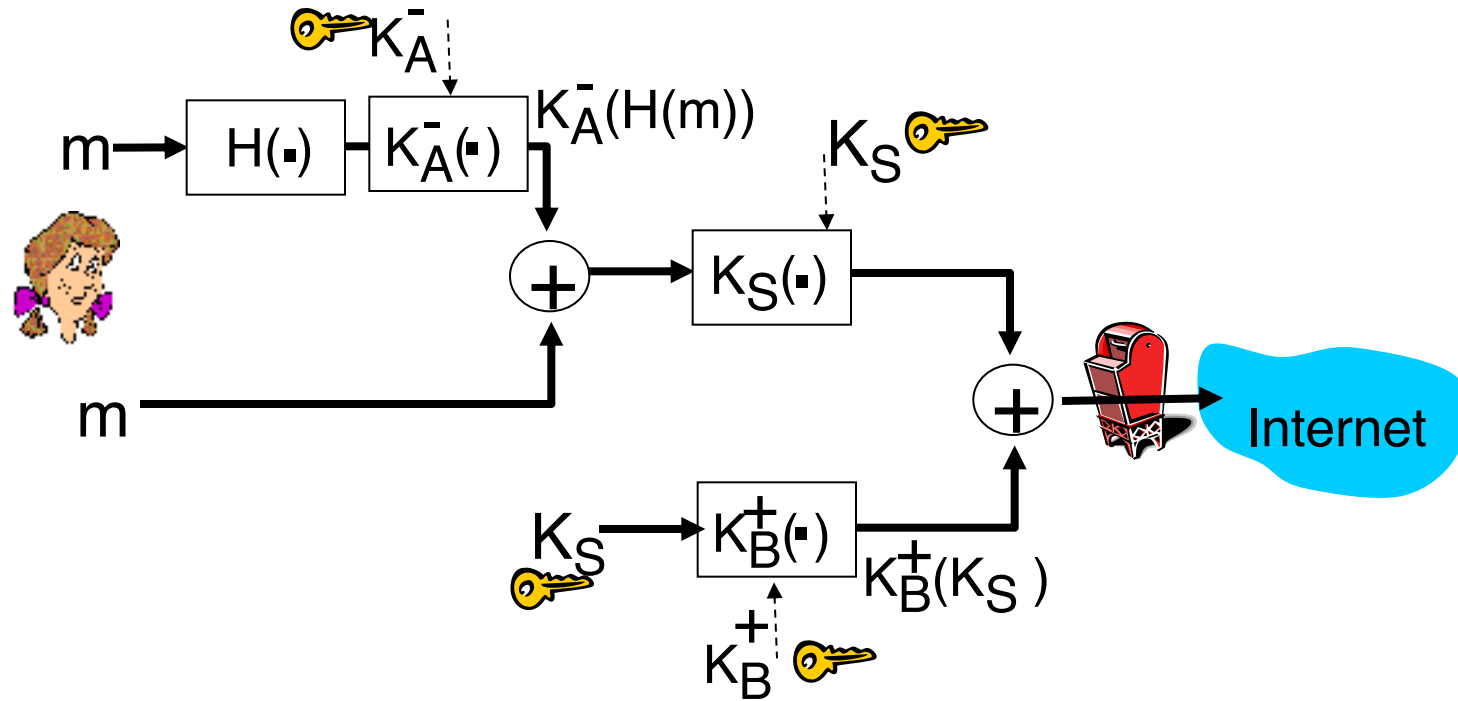 K_A^-
m
H(▪)
K_A^-(▪)
K_A^-(H(m))
K_S
+
K_S(▪)
m
+
Internet
K_S
K_B^+(▪)
K_B^+(K_S )
K_B^+